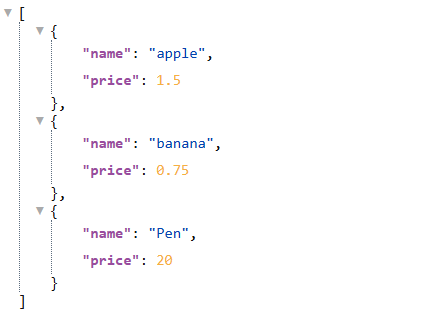 [
{
"name": "apple",
"price": 1.5
},
{
"name": "banana",
"price": 0.75
},
{
"name": "Pen",
"price": 20
}
]